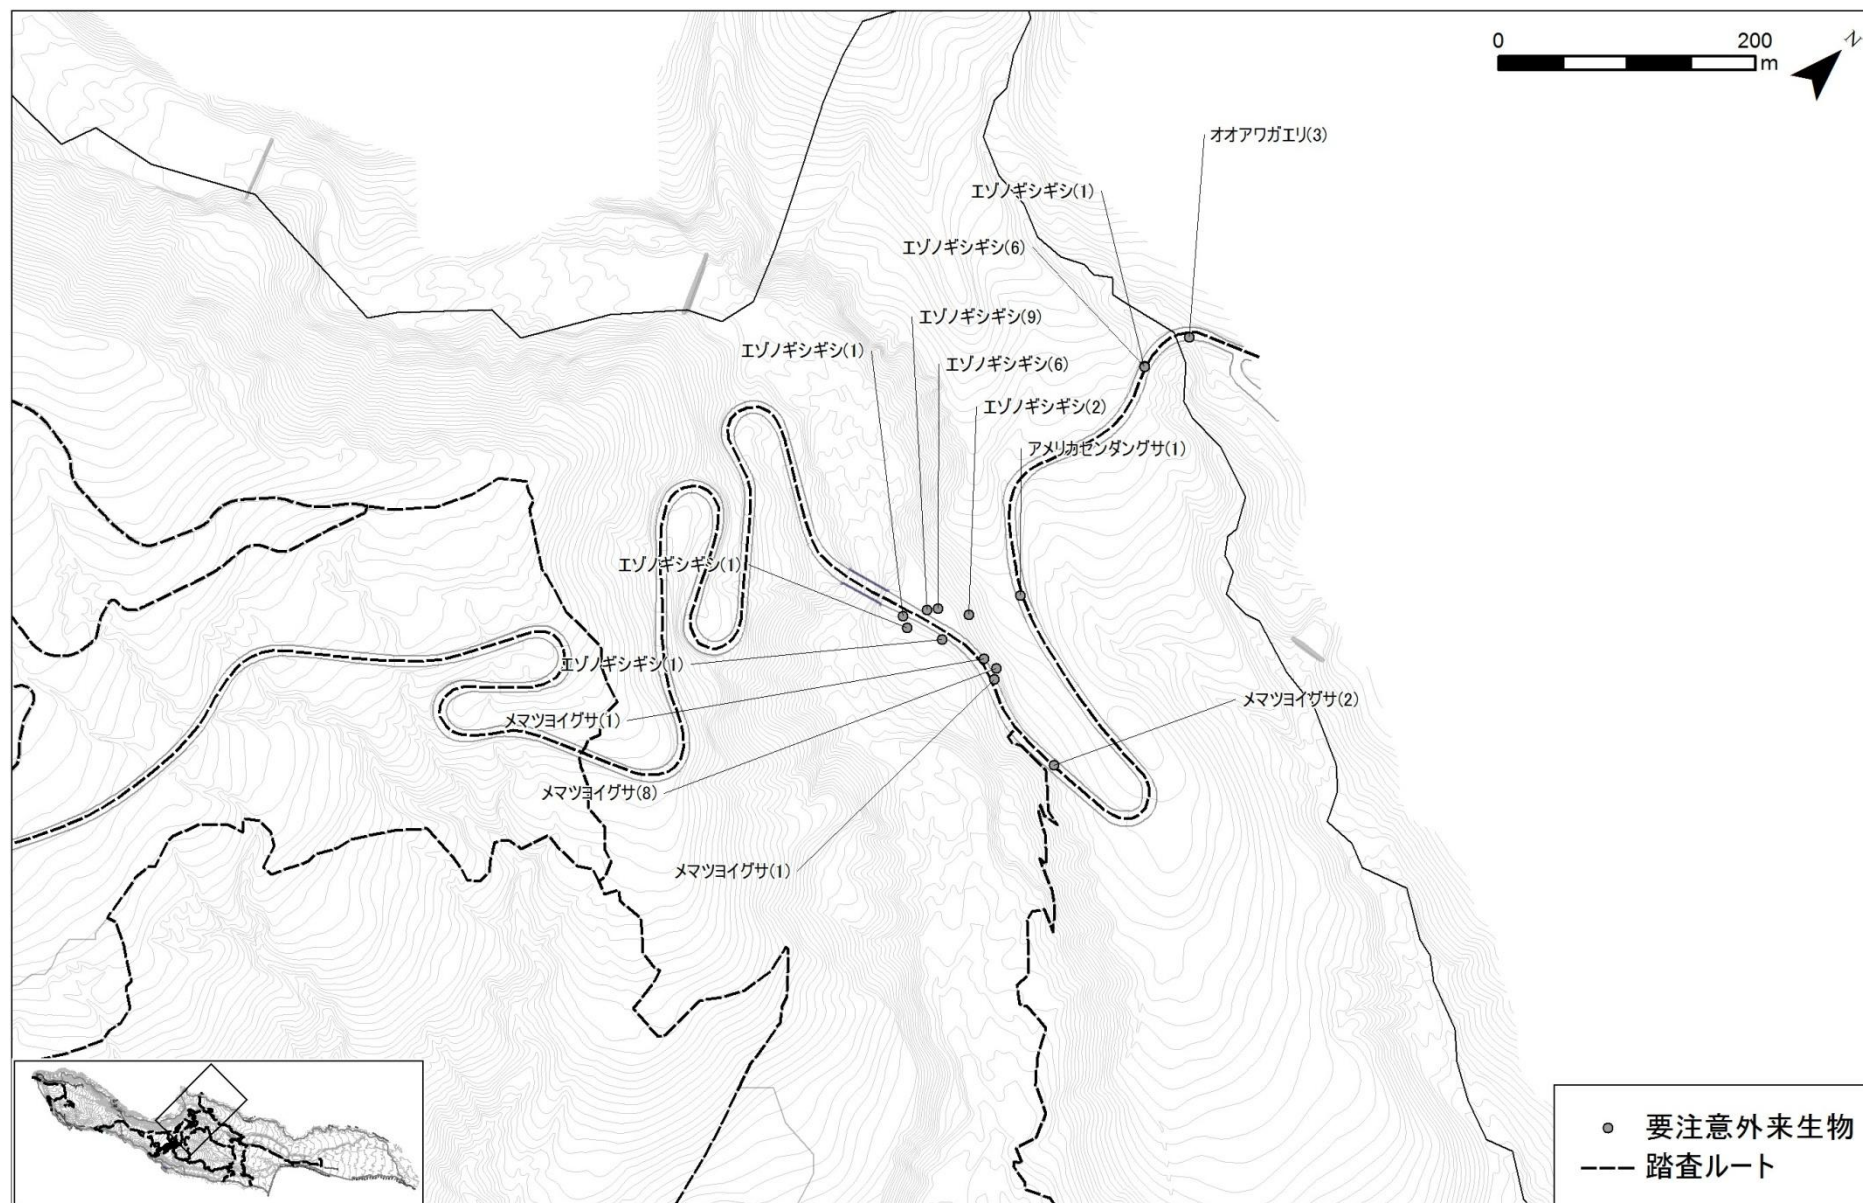 0
200
m
N
オオアワガエリ(3)
エゾノギシギシ(1)
エゾノギシギシ(6)
エゾノギシギシ(9)
エゾノギシギシ(1)
エゾノギシギシ(6)
エゾノギシギシ(2)
アメリカセンダングサ(1)
エゾノギシギシ(1)
エゾノギシギシ(1)
メマツヨイグサ(2)
メマツヨイグサ(1)
メマツヨイグサ(8)
メマツヨイグサ(1)
要注意外来生物
踏査ルート